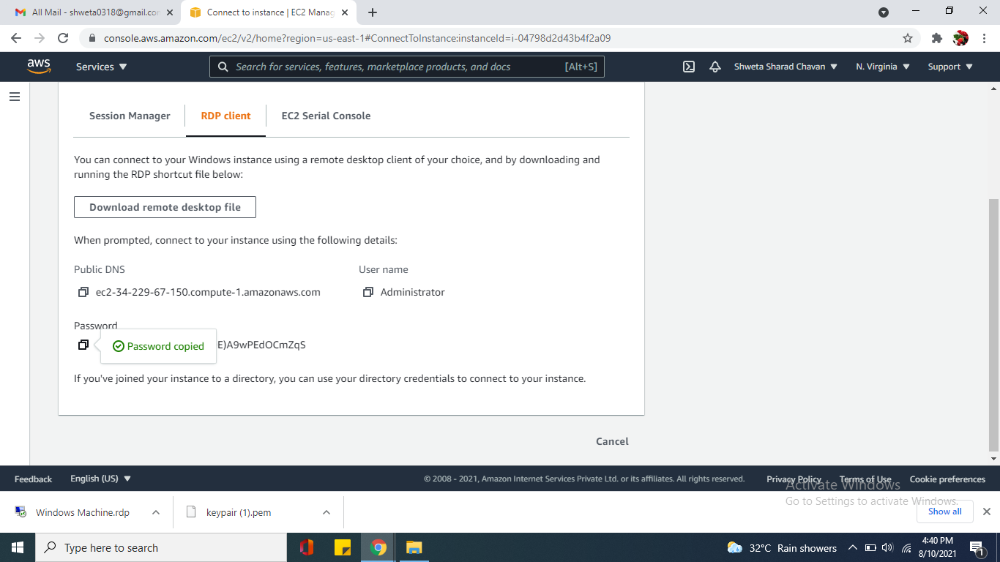 All Mail - shweta0318@gmail.cor
Connect to instance | EC2 Manag
console.aws.amazon.com/ec2/v2/home?region=us-east-1#ConnectToInstance:instanceId=i-04798d2d43b4f2a09
aws Services Search for services, features, marketplace products, and docs [Alt+S] Shweta Sharad Chavan N. Virginia Support
Session Manager RDP client EC2 Serial Console
You can connect to your Windows instance using a remote desktop client of your choice, and by downloading and
running the RDP shortcut file below:
Download remote desktop file
When prompted, connect to your instance using the following details:
Public DNS User name
ec2-34-229-67-150.compute-1.amazonaws.com Administrator
Password
Password copied E)A9wPEdOCmZqS
If you've joined your instance to a directory, you can use your directory credentials to connect to your instance.
Cancel
Feedback English (US) © 2008 - 2021, Amazon Internet Services Private Ltd. or its affiliates. All rights reserved. Privacy Policy Terms of Use Cookie preferences
Activate Windows
Go to Settings to activate Windows.
Windows Machine.rdp keypair (1).pem Show all
Type here to search 32°C Rain showers 4:40 PM
8/10/2021 1